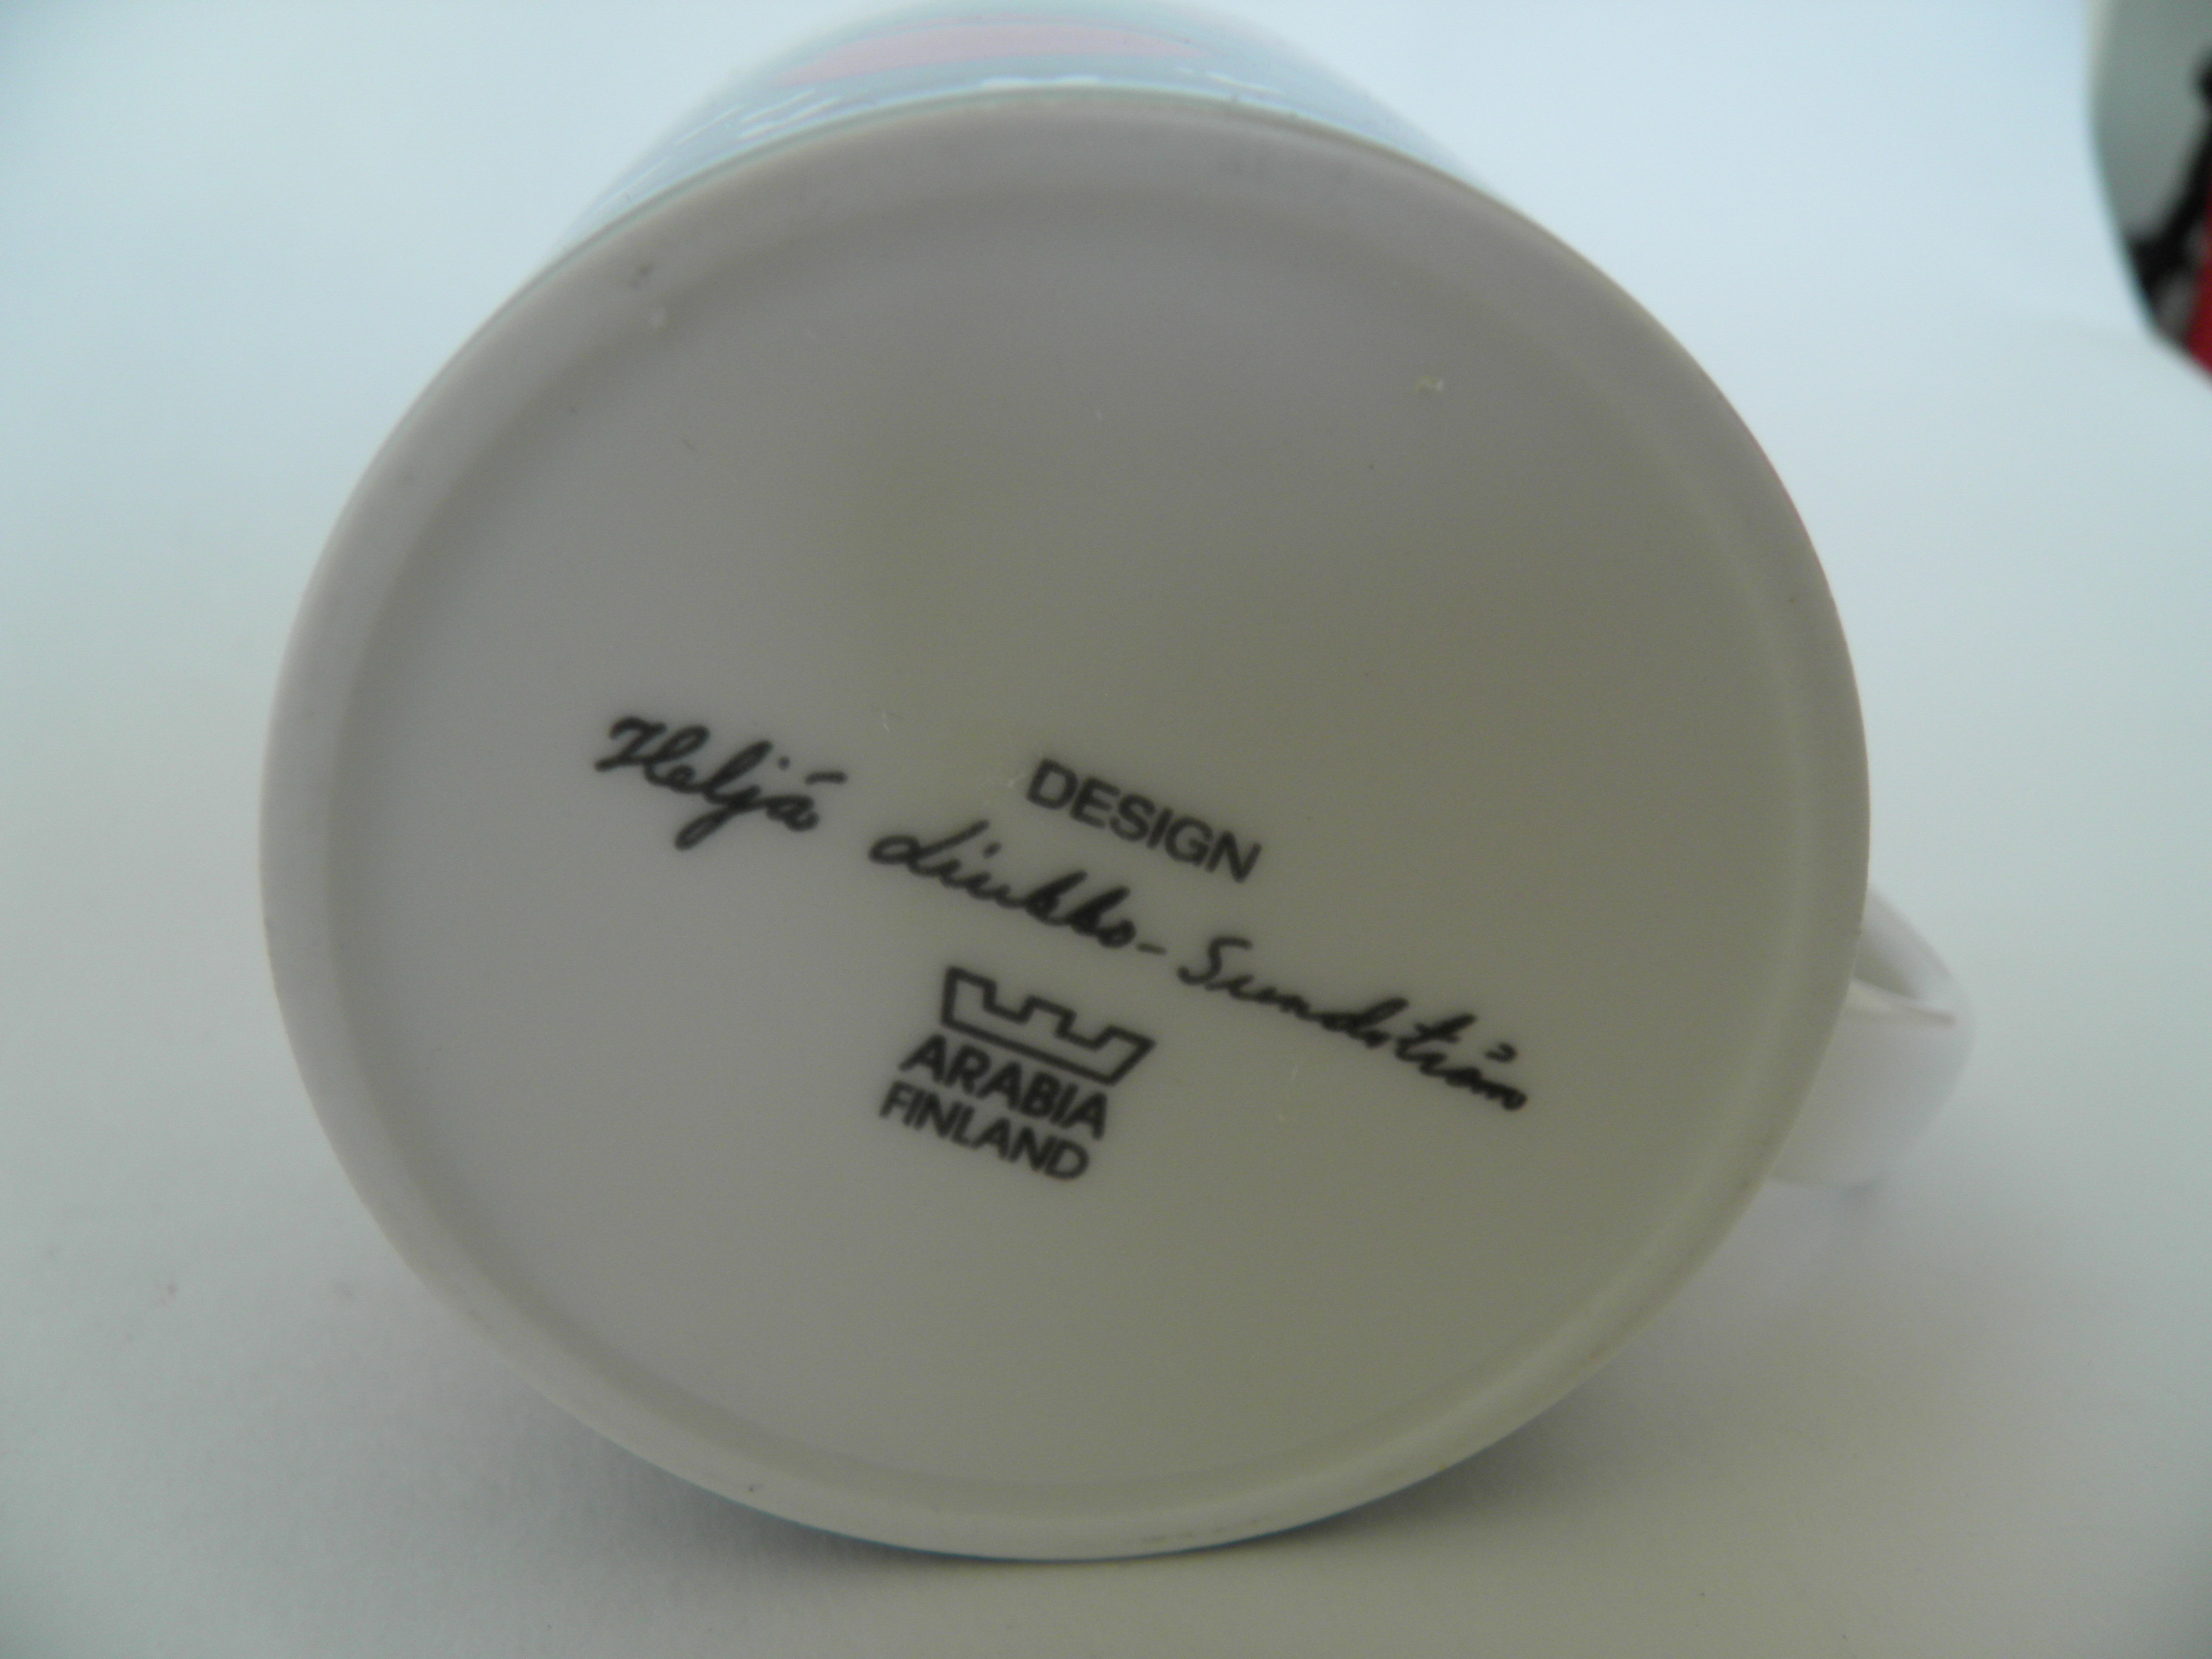 DESIGN
Heljä Liukko-Sundström
ARABIA
FINLAND